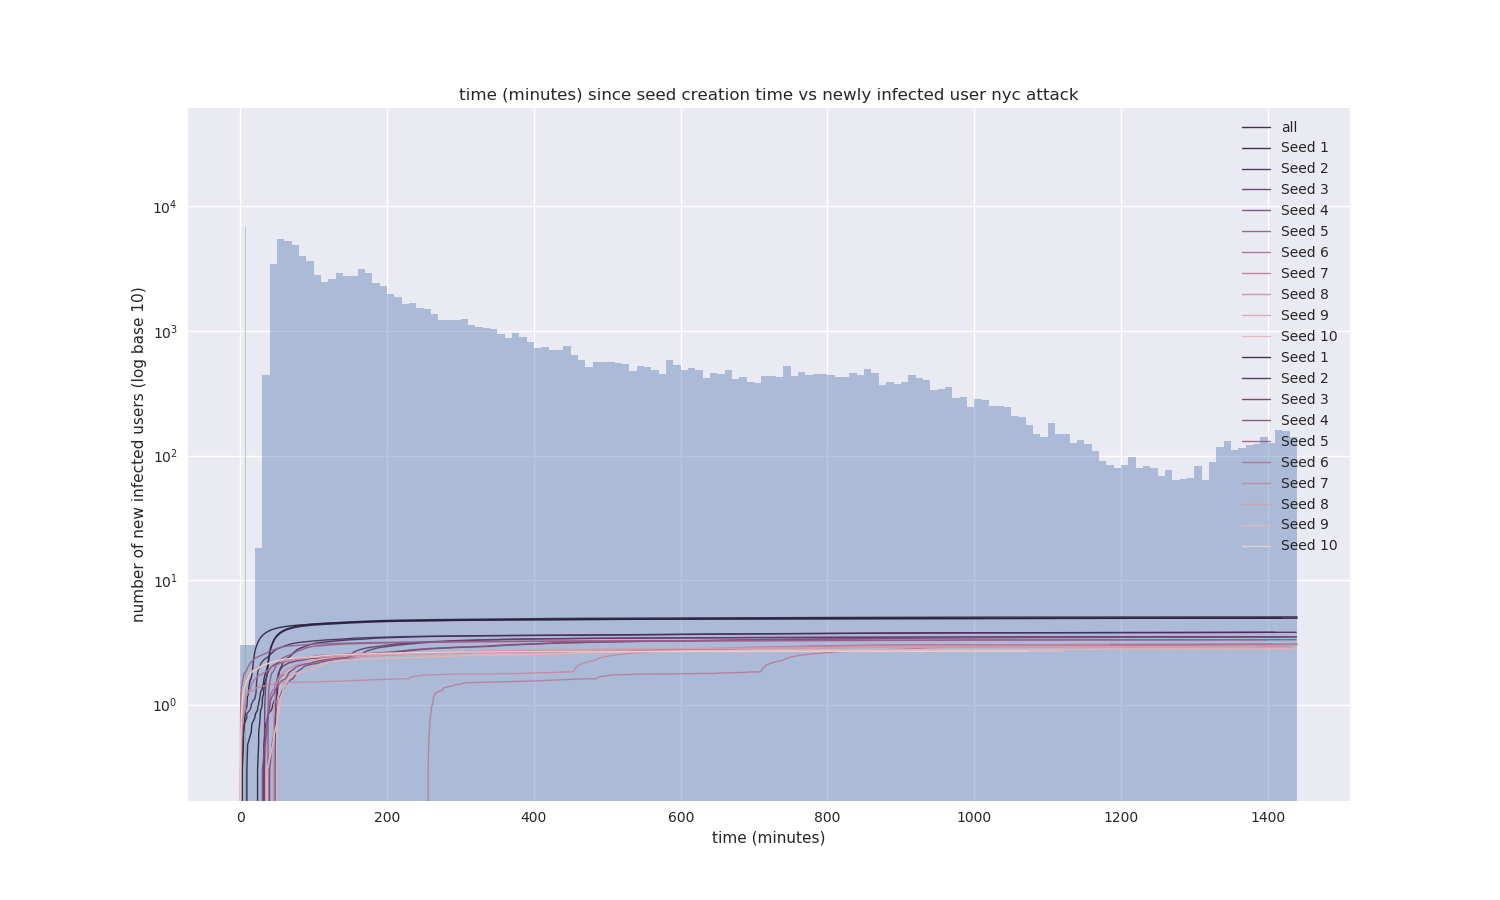 time (minutes) since seed creation time vs newly infected user nyc attack
all
Seed 1
Seed 2
Seed 3
Seed 4
Seed 5
Seed 6
Seed 7
Seed 8
Seed 9
Seed 10
Seed 1
Seed 2
Seed 3
Seed 4
Seed 5
Seed 6
Seed 7
Seed 8
Seed 9
Seed 10
number of new infected users (log base 10)
10⁴
10³
10²
10¹
10⁰
0 200 400 600 800 1000 1200 1400
time (minutes)